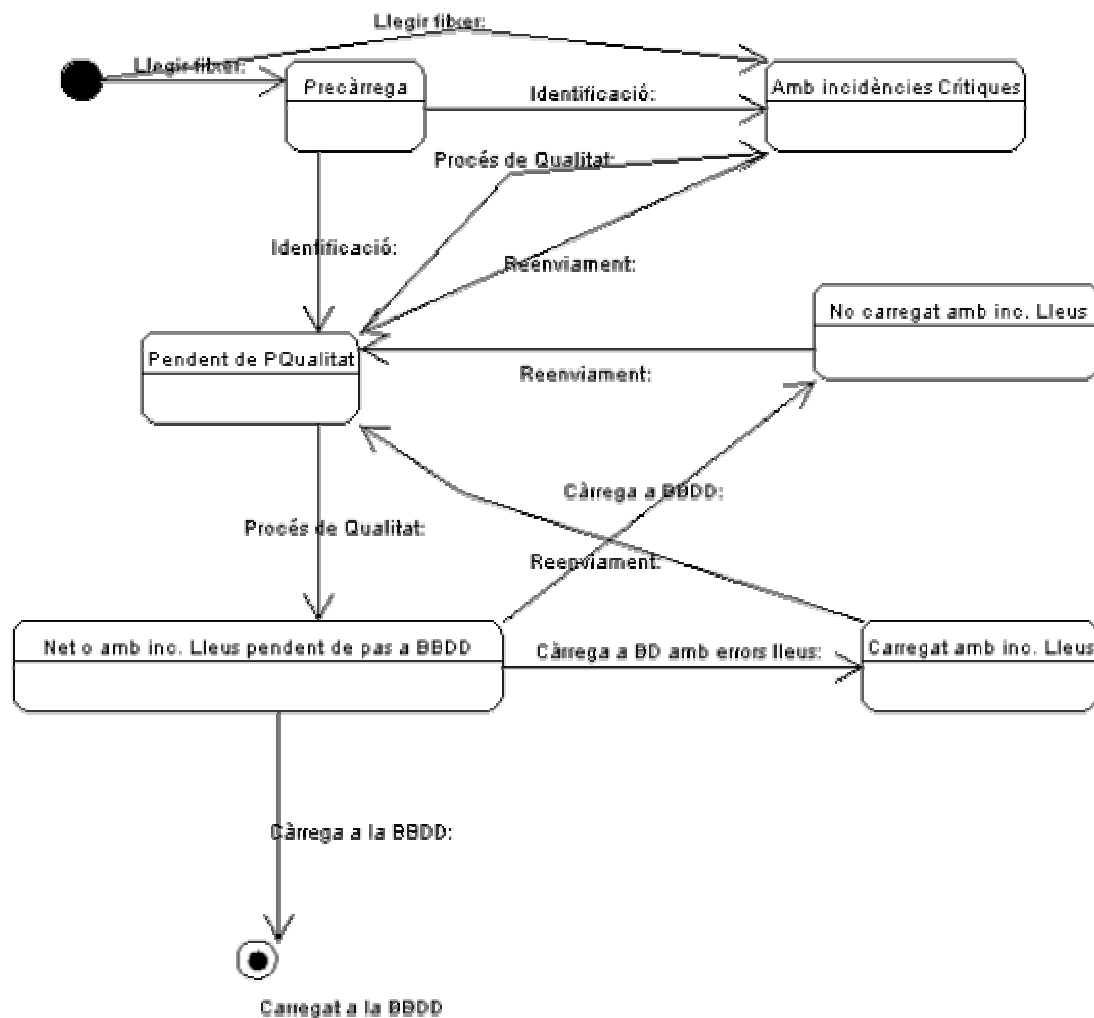 Llegir fitxer:
Llegir fitxer:
Precàrrega
Amb incidències Crítiques
Identificació:
Procés de Qualitat:
Identificació:
Reenviament:
No carregat amb inc. Lleus
Pendent de PQualitat
Reenviament:
Càrrega a BBDD:
Procés de Qualitat:
Reenviament:
Net o amb inc. Lleus pendent de pas a BBDD
Càrrega a BD amb errors lleus:
Carregat amb inc. Lleus
Càrrega a la BBDD:
Carregat a la BBDD